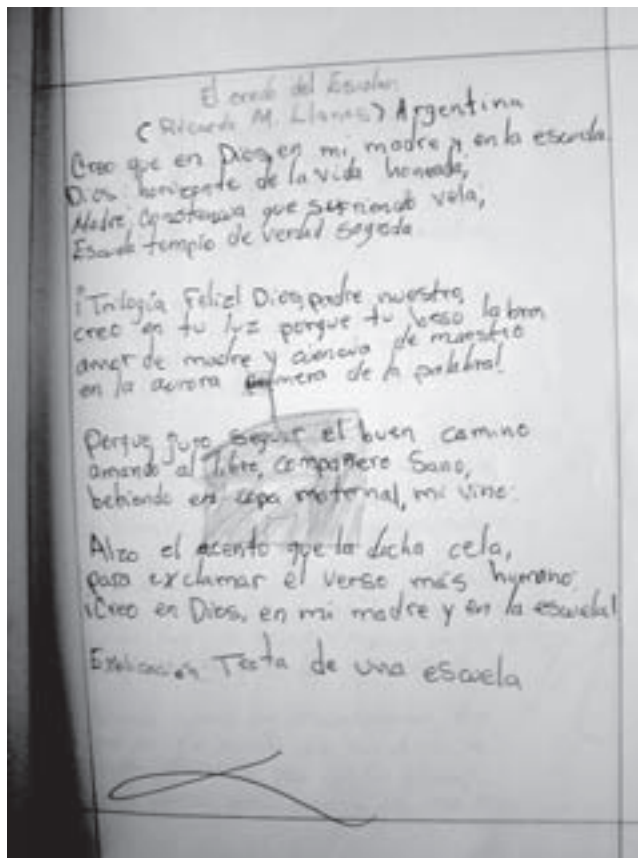 El credo del Escolar
(Ricardo M. Llanes) Argentina
Creo que en Dios, en mi madre y en la escuela.
Dios: de la vida honrada,
Madre, Constancia que sufriendo vela,
Escuela templo de verdad sagrada.
¡Trilogía Feliz! Dios, padre nuestro,
creo en tu luz porque tu beso labra
amor de madre y ciencia de maestro
en la aurora primera de la palabra!
Porque juro seguir el buen camino
amando al libro, compañero Sano,
bebiendo en copa maternal, mi vino.
Alzo el acento que la dicha cela,
para exclamar el verso más humano:
¡Creo en Dios, en mi madre y en la escuela!
Explicación de una escuela